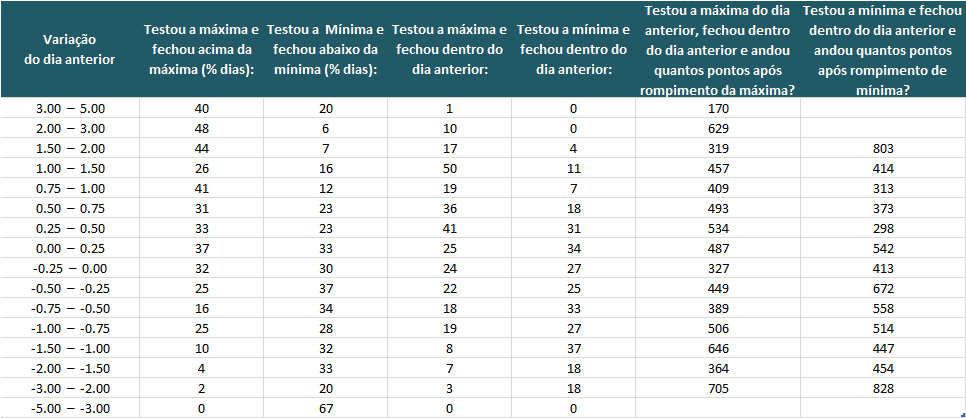 Variação do dia anterior | Testou a máxima e fechou acima da máxima (% dias): | Testou a Mínima e fechou abaixo da mínima (% dias): | Testou a máxima e fechou dentro do dia anterior: | Testou a mínima e fechou dentro do dia anterior: | Testou a máxima do dia anterior, fechou dentro do dia anterior e andou quantos pontos após rompimento da máxima? | Testou a mínima e fechou dentro do dia anterior e andou quantos pontos após rompimento de mínima?
3.00 – 5.00 | 40 | 20 | 1 | 0 | 170 |
2.00 – 3.00 | 48 | 6 | 10 | 0 | 629 |
1.50 – 2.00 | 44 | 7 | 17 | 4 | 319 | 803
1.00 – 1.50 | 26 | 16 | 50 | 11 | 457 | 414
0.75 – 1.00 | 41 | 12 | 19 | 7 | 409 | 313
0.50 – 0.75 | 31 | 23 | 36 | 18 | 493 | 373
0.25 – 0.50 | 33 | 23 | 41 | 31 | 534 | 298
0.00 – 0.25 | 37 | 33 | 25 | 34 | 487 | 542
-0.25 – 0.00 | 32 | 30 | 24 | 27 | 327 | 413
-0.50 – -0.25 | 25 | 37 | 22 | 25 | 449 | 672
-0.75 – -0.50 | 16 | 34 | 18 | 33 | 389 | 558
-1.00 – -0.75 | 25 | 28 | 19 | 27 | 506 | 514
-1.50 – -1.00 | 10 | 32 | 8 | 37 | 646 | 447
-2.00 – -1.50 | 4 | 33 | 7 | 18 | 364 | 454
-3.00 – -2.00 | 2 | 20 | 3 | 18 | 705 | 828
-5.00 – -3.00 | 0 | 67 | 0 | 0 | |